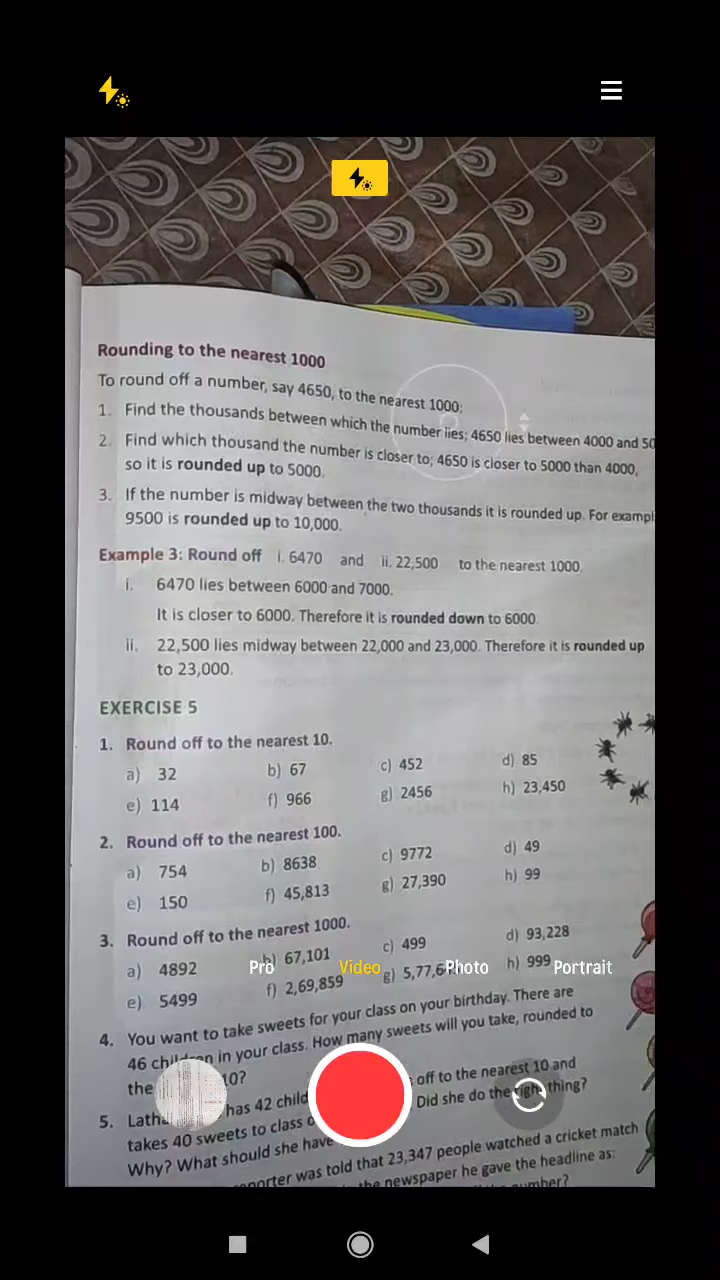 Rounding to the nearest 1000
To round off a number, say 4650, to the nearest 1000:
1. Find the thousands between which the number lies; 4650 lies between 4000 and 50
2. Find which thousand the number is closer to; 4650 is closer to 5000 than 4000,
so it is rounded up to 5000.
3. If the number is midway between the two thousands it is rounded up. For exampl
9500 is rounded up to 10,000.
Example 3: Round off i. 6470 and ii. 22,500 to the nearest 1000.
i. 6470 lies between 6000 and 7000.
It is closer to 6000. Therefore it is rounded down to 6000.
ii. 22,500 lies midway between 22,000 and 23,000. Therefore it is rounded up
to 23,000.
EXERCISE 5
1. Round off to the nearest 10.
a) 32 b) 67 c) 452 d) 85
e) 114 f) 966 g) 2456 h) 23,450
2. Round off to the nearest 100.
a) 754 b) 8638 c) 9772 d) 49
e) 150 f) 45,813 g) 27,390 h) 99
3. Round off to the nearest 1000.
a) 4892 b) 67,101 c) 499 d) 93,228
e) 5499 f) 2,69,859 g) h) 999
Pro Video Photo Portrait
4. You want to take sweets for your class on your birthday. There are
46 children in your class. How many sweets will you take, rounded to
the 10?
5. has 42 off to the nearest 10 and
takes 40 sweets to class Did she do the right thing?
Why? What should she have
was told that 23,347 people watched a cricket match
the newspaper he gave the headline as:
number?